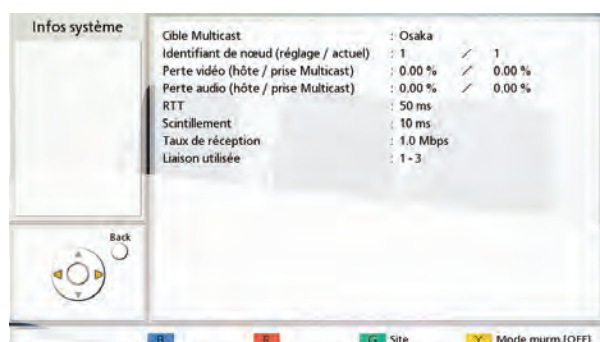 Infos système
Cible Multicast : Osaka
Identifiant de nœud (réglage / actuel) : 1 / 1
Perte vidéo (hôte / prise Multicast) : 0.00 % / 0.00 %
Perte audio (hôte / prise Multicast) : 0.00 % / 0.00 %
RTT : 50 ms
Scintillement : 10 ms
Taux de réception : 1.0 Mbps
Liaison utilisée : 1-3
Back
B R G Site Y Mode murm.[OFF]